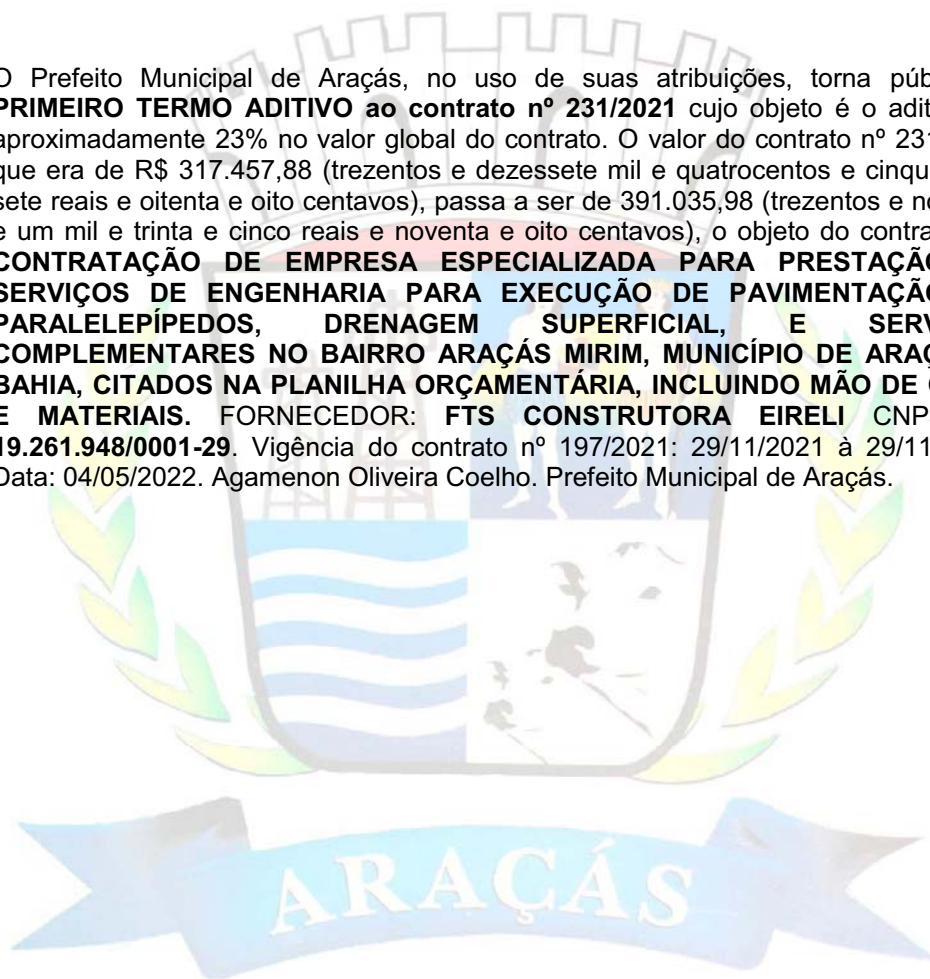 O Prefeito Municipal de Araçás, no uso de suas atribuições, torna púb
PRIMEIRO TERMO ADITIVO ao contrato nº 231/2021 cujo objeto é o adit
aproximadamente 23% no valor global do contrato. O valor do contrato nº 231
que era de R$ 317.457,88 (trezentos e dezessete mil e quatrocentos e cinqu
sete reais e oitenta e oito centavos), passa a ser de 391.035,98 (trezentos e no
e um mil e trinta e cinco reais e noventa e oito centavos), o objeto do contra
CONTRATAÇÃO DE EMPRESA ESPECIALIZADA PARA PRESTAÇÃO
SERVIÇOS DE ENGENHARIA PARA EXECUÇÃO DE PAVIMENTAÇÃO
PARALELEPÍPEDOS, DRENAGEM SUPERFICIAL, E SERV
COMPLEMENTARES NO BAIRRO ARAÇÁS MIRIM, MUNICÍPIO DE ARAÇ
BAHIA, CITADOS NA PLANILHA ORÇAMENTÁRIA, INCLUINDO MÃO DE
E MATERIAIS. FORNECEDOR: FTS CONSTRUTORA EIRELI CNP
19.261.948/0001-29. Vigência do contrato nº 197/2021: 29/11/2021 à 29/11
Data: 04/05/2022. Agamenon Oliveira Coelho. Prefeito Municipal de Araçás.
ARAÇÁS